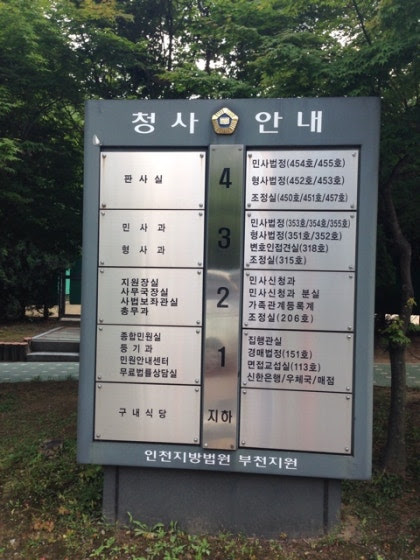 청사 안내
판사실
4
민사법정(454호/455호)
형사법정(452호/453호)
조정실(450호/451호/457호)
민사과
형사과
3
민사법정(353호/354호/355호)
형사법정(351호/352호)
변호인접견실(318호)
조정실(315호)
지원장실
사무국장실
사법보좌관실
총무과
2
민사신청과
민사신청과 분실
가족관계등록계
조정실(206호)
종합민원실
등기과
민원안내센터
무료법률상담실
1
집행관실
경매법정(151호)
면접교섭실(113호)
신한은행/우체국/매점
구내식당
지하
인천지방법원 부천지원